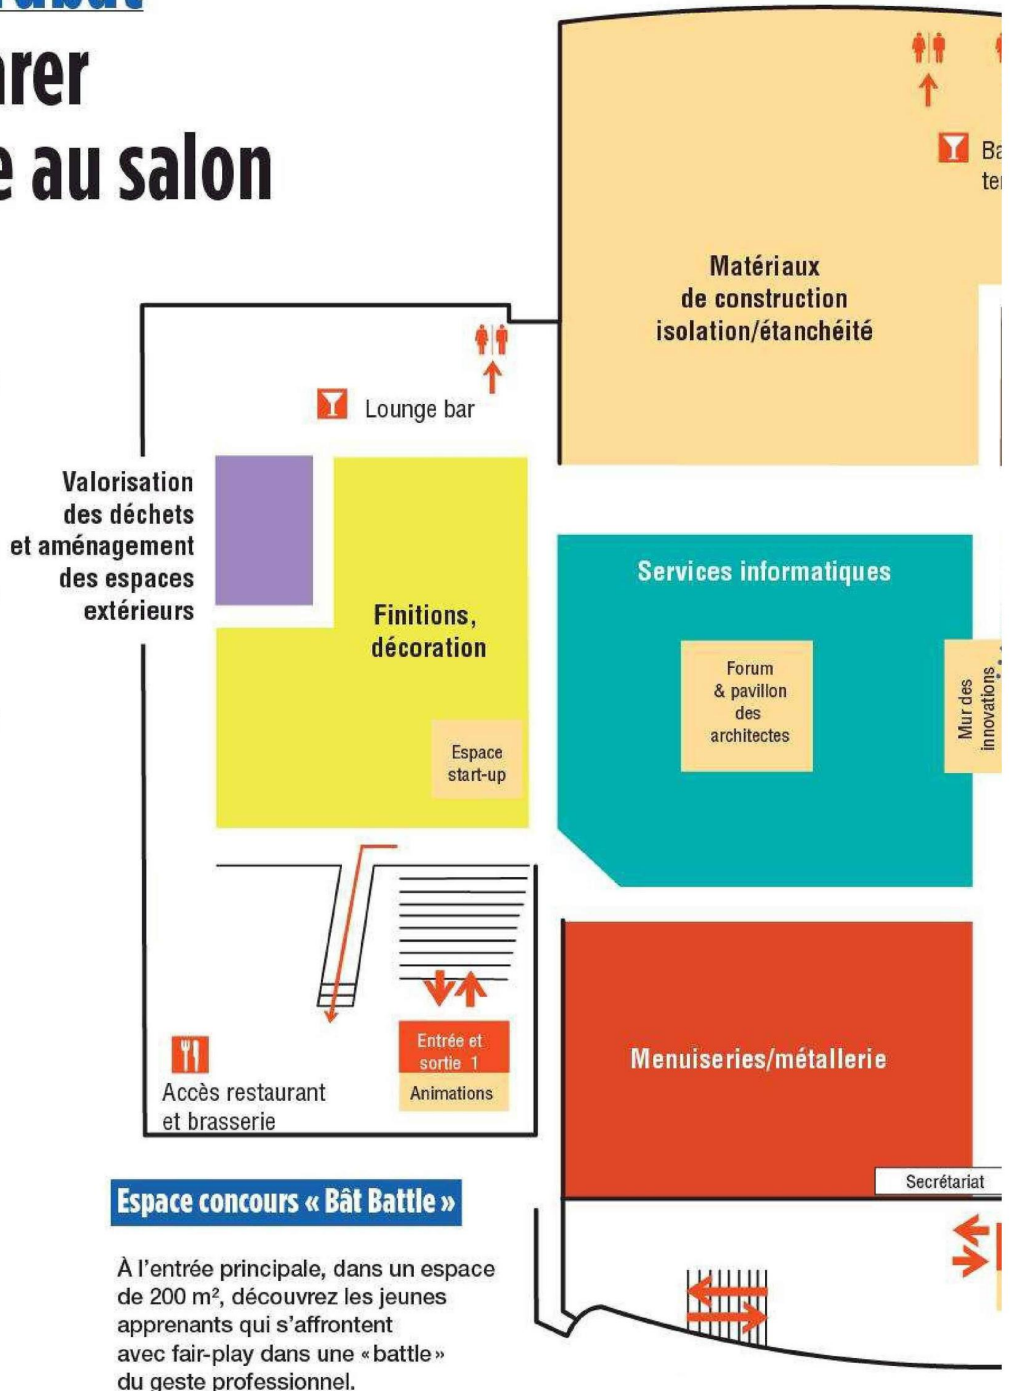 au salon
Ba
Matériaux
de construction
isolation/étanchéité
Lounge bar
Valorisation
des déchets
et aménagement
des espaces
extérieurs
Finitions,
décoration
Espace
start-up
Services informatiques
Forum
& pavillon
des
architectes
Mur des
innovations
Entrée et
sortie 1
Animations
Accès restaurant
et brasserie
Menuiseries/métallerie
Secrétariat
Espace concours « Bât Battle »
À l'entrée principale, dans un espace
de 200 m², découvrez les jeunes
apprenants qui s'affrontent
avec fair-play dans une «battle»
du geste professionnel.